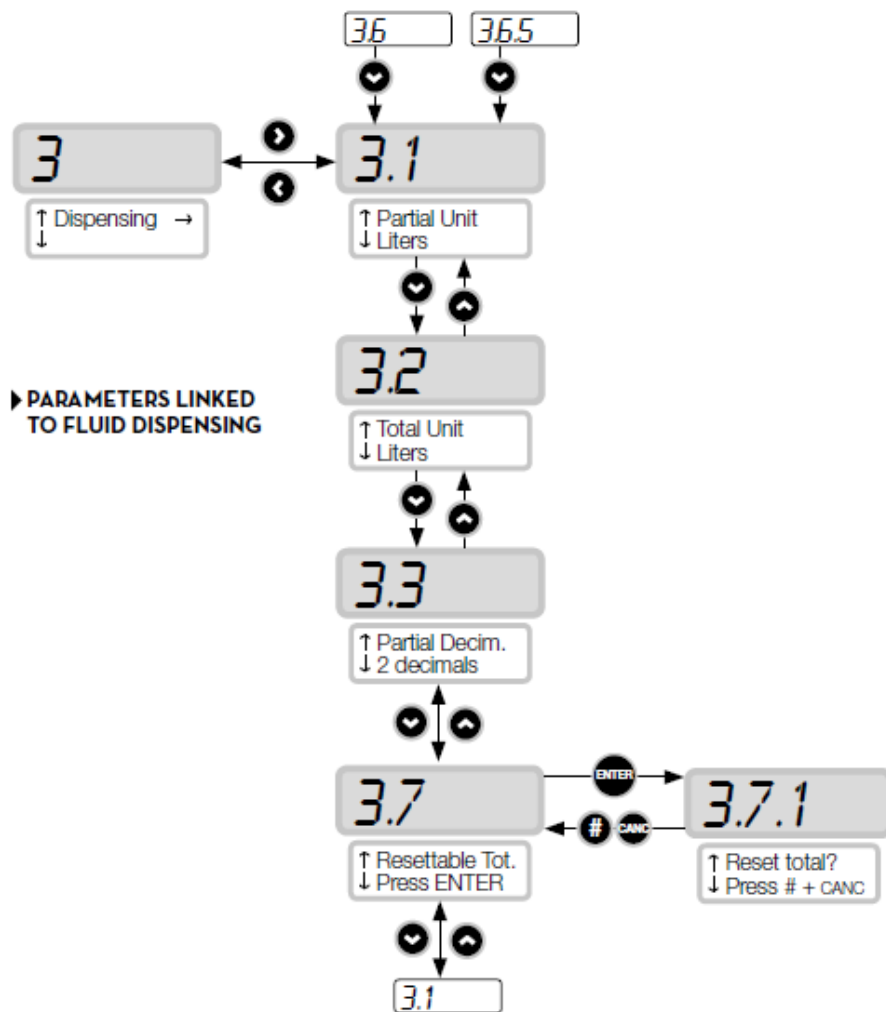 3.6 3.6.5
3 3.1
↑ Dispensing →
↓
↑ Partial Unit
↓ Liters
3.2
▶ PARAMETERS LINKED
TO FLUID DISPENSING
↑ Total Unit
↓ Liters
3.3
↑ Partial Decim.
↓ 2 decimals
3.7 ENTER 3.7.1
# CANC
↑ Resettable Tot.
↓ Press ENTER
↑ Reset total?
↓ Press # + CANC
3.1